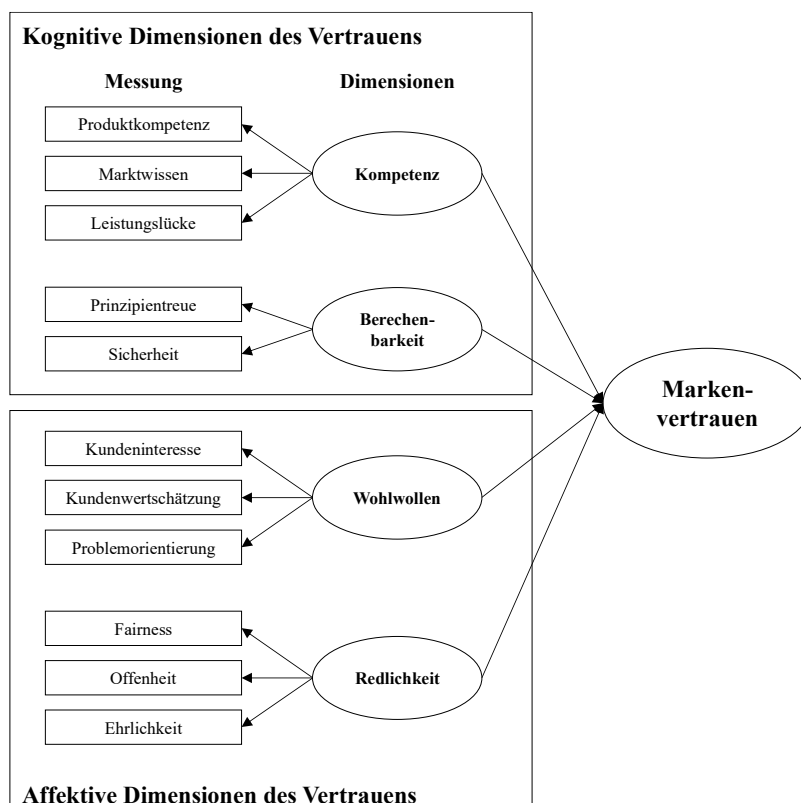 Kognitive Dimensionen des Vertrauens
Messung
Dimensionen
Produktkompetenz
Marktwissen
Leistungslücke
Kompetenz
Prinzipientreue
Sicherheit
Berechen-
barkeit
Marken-
vertrauen
Kundeninteresse
Kundenwertschätzung
Problemorientierung
Wohlwollen
Fairness
Offenheit
Ehrlichkeit
Redlichkeit
Affektive Dimensionen des Vertrauens